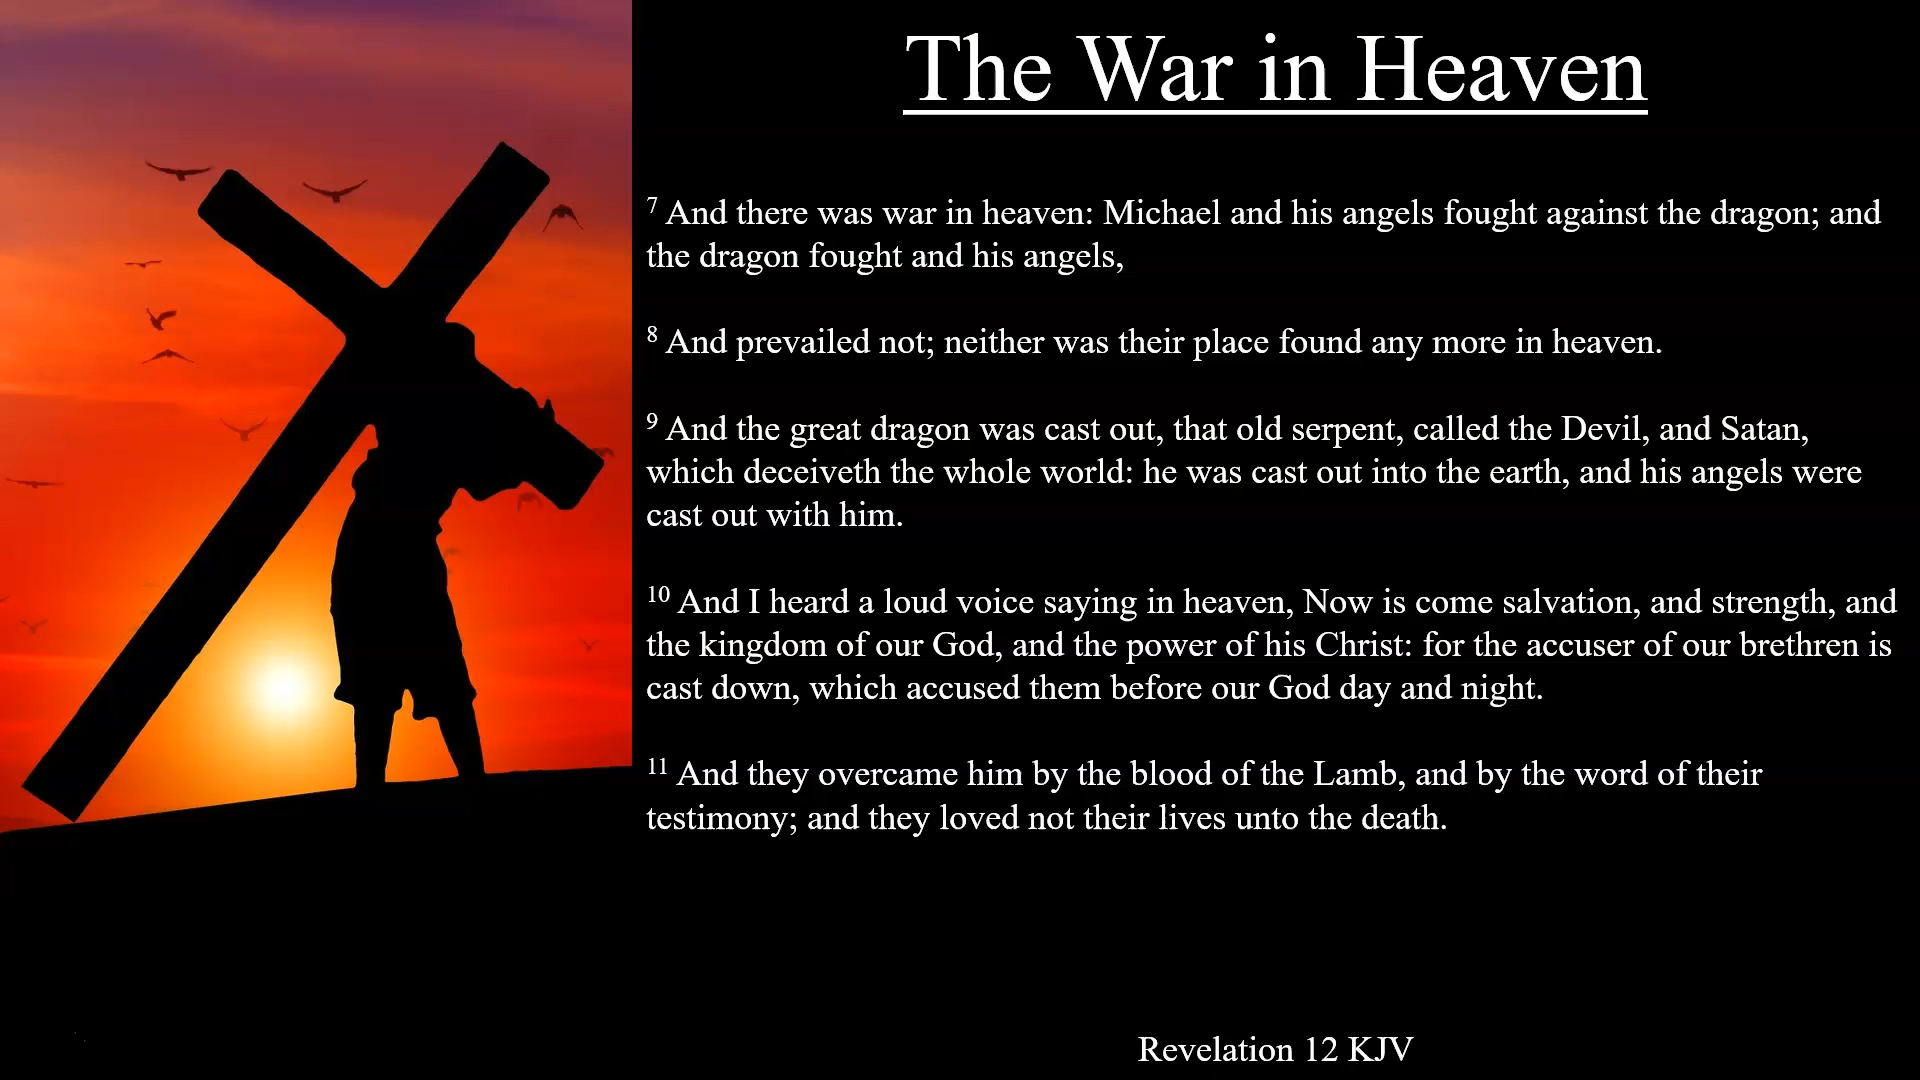 The War in Heaven
7 And there was war in heaven: Michael and his angels fought against the dragon; and
the dragon fought and his angels,
8 And prevailed not; neither was their place found any more in heaven.
9 And the great dragon was cast out, that old serpent, called the Devil, and Satan,
which deceiveth the whole world: he was cast out into the earth, and his angels were
cast out with him.
10 And I heard a loud voice saying in heaven, Now is come salvation, and strength, and
the kingdom of our God, and the power of his Christ: for the accuser of our brethren is
cast down, which accused them before our God day and night.
11 And they overcame him by the blood of the Lamb, and by the word of their
testimony; and they loved not their lives unto the death.
Revelation 12 KJV